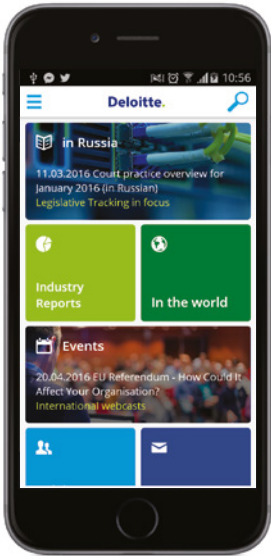 10:56
Deloitte.
in Russia
11.03.2016 Court practice overview for
January 2016 (in Russian)
Legislative Tracking in focus
Industry
Reports
In the world
Events
20.04.2016 EU Referendum - How Could It
Affect Your Organisation?
International webcasts